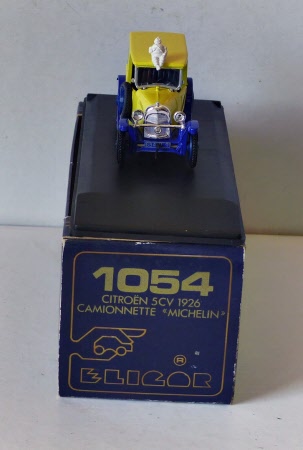 1054
CITROËN 5CV 1926
CAMIONNETTE «MICHELIN»
®
ELIGOR